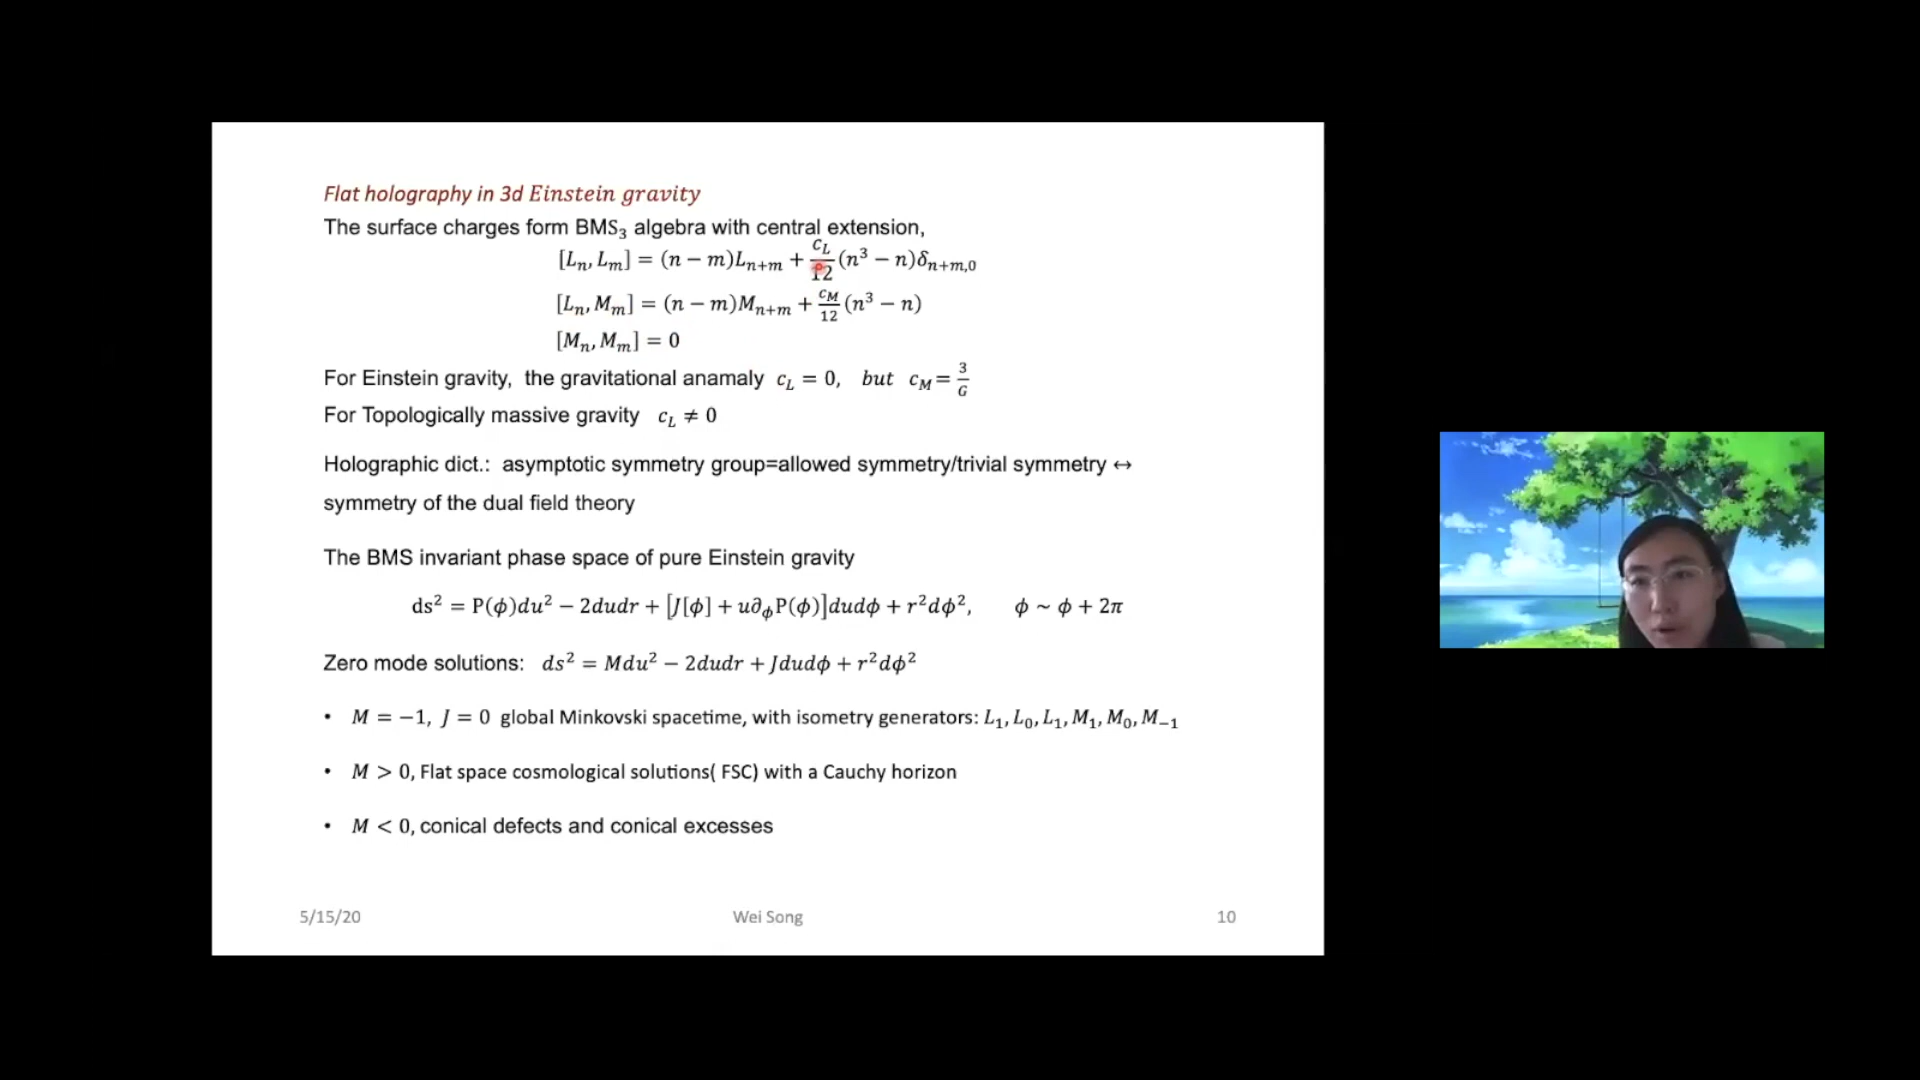 Flat holography in 3d Einstein gravity
The surface charges form BMS₃ algebra with central extension,
[Lₙ, Lₘ] = (n − m)Lₙ₊ₘ + c_L/12 (n³ − n)δₙ₊ₘ,₀
[Lₙ, Mₘ] = (n − m)Mₙ₊ₘ + c_M/12 (n³ − n)
[Mₙ, Mₘ] = 0
For Einstein gravity, the gravitational anamaly c_L = 0, but c_M= 3/G
For Topologically massive gravity c_L ≠ 0
Holographic dict.: asymptotic symmetry group=allowed symmetry/trivial symmetry ↔
symmetry of the dual field theory
The BMS invariant phase space of pure Einstein gravity
ds² = P(ϕ)du² − 2dudr + [J[ϕ] + u∂_ϕP(ϕ)]dudϕ + r²dϕ², ϕ ~ ϕ + 2π
Zero mode solutions: ds² = Mdu² − 2dudr + Jdudϕ + r²dϕ²
• M = −1, J = 0 global Minkovski spacetime, with isometry generators: L₁, L₀, L₁, M₁, M₀, M₋₁
• M > 0, Flat space cosmological solutions( FSC) with a Cauchy horizon
• M < 0, conical defects and conical excesses
5/15/20 Wei Song 10